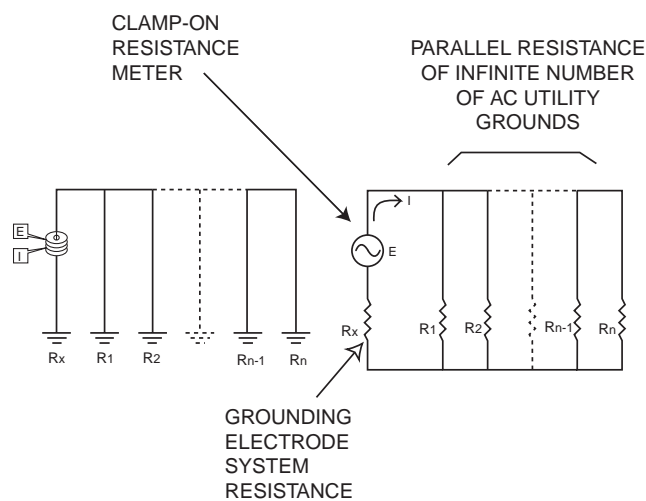 CLAMP-ON
RESISTANCE
METER
PARALLEL RESISTANCE
OF INFINITE NUMBER
OF AC UTILITY
GROUNDS
E
I
Rx R1 R2 Rn-1 Rn
I
E
Rx R1 R2 Rn-1 Rn
GROUNDING
ELECTRODE
SYSTEM
RESISTANCE